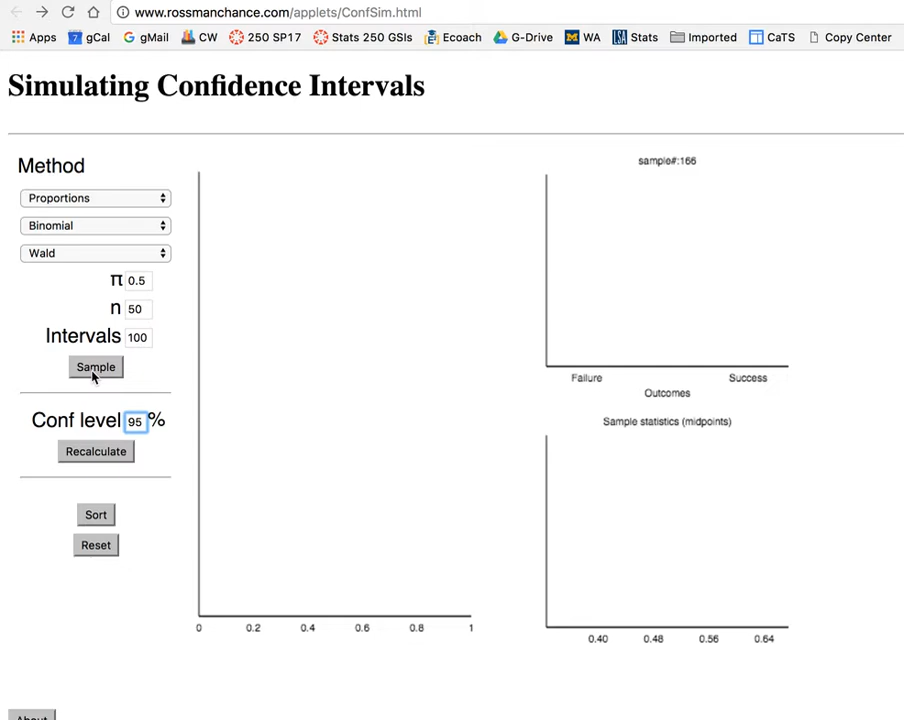 www.rossmanchance.com/applets/ConfSim.html
Apps 7 gCal G gMail CW 250 SP17 Stats 250 GSIs Ecoach G-Drive M WA LSA Stats Imported CaTS Copy Center
Simulating Confidence Intervals
Method
Proportions
Binomial
Wald
π 0.5
n 50
Intervals 100
Sample
Conf level 95 %
Recalculate
Sort
Reset
0 0.2 0.4 0.6 0.8 1
sample#:166
Failure Success
Outcomes
Sample statistics (midpoints)
0.40 0.48 0.56 0.64
About